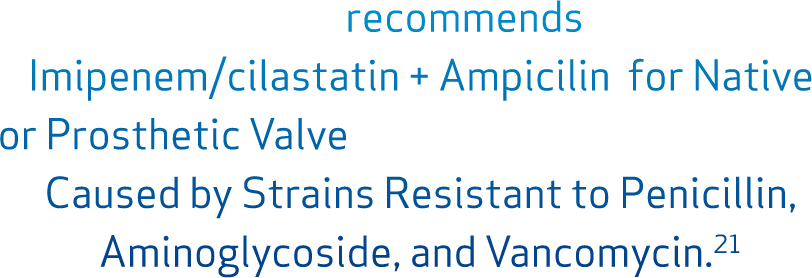 recommends
Imipenem/cilastatin + Ampicilin for Native
or Prosthetic Valve
Caused by Strains Resistant to Penicillin,
Aminoglycoside, and Vancomycin.21